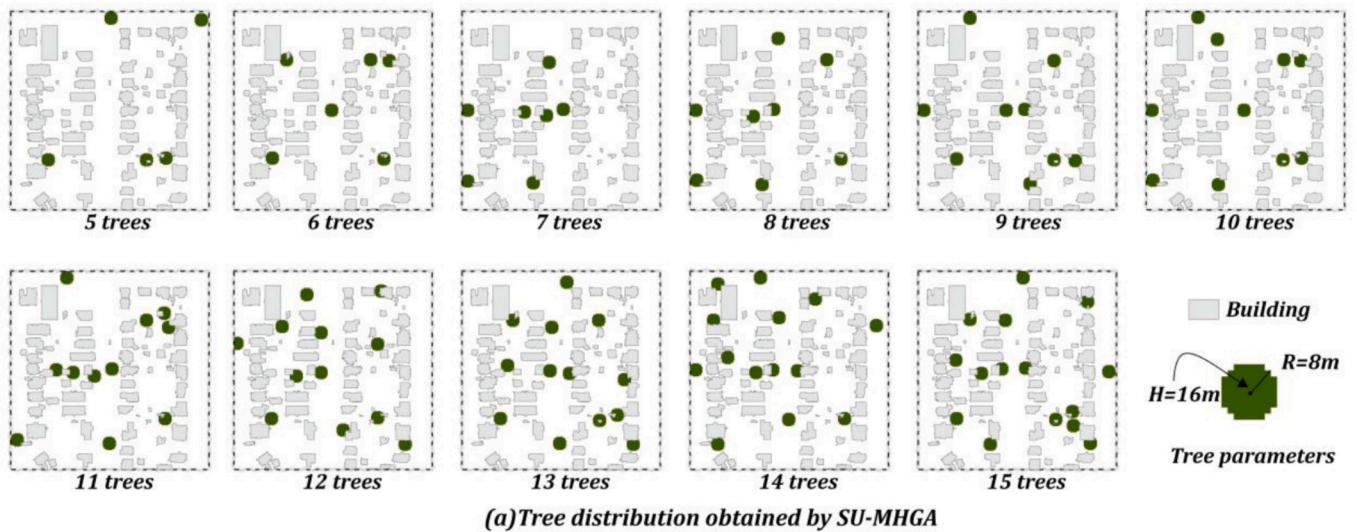 5 trees
6 trees
7 trees
8 trees
9 trees
10 trees
11 trees
12 trees
13 trees
14 trees
15 trees
Building
R=8m
H=16m
Tree parameters
(a)Tree distribution obtained by SU-MHGA